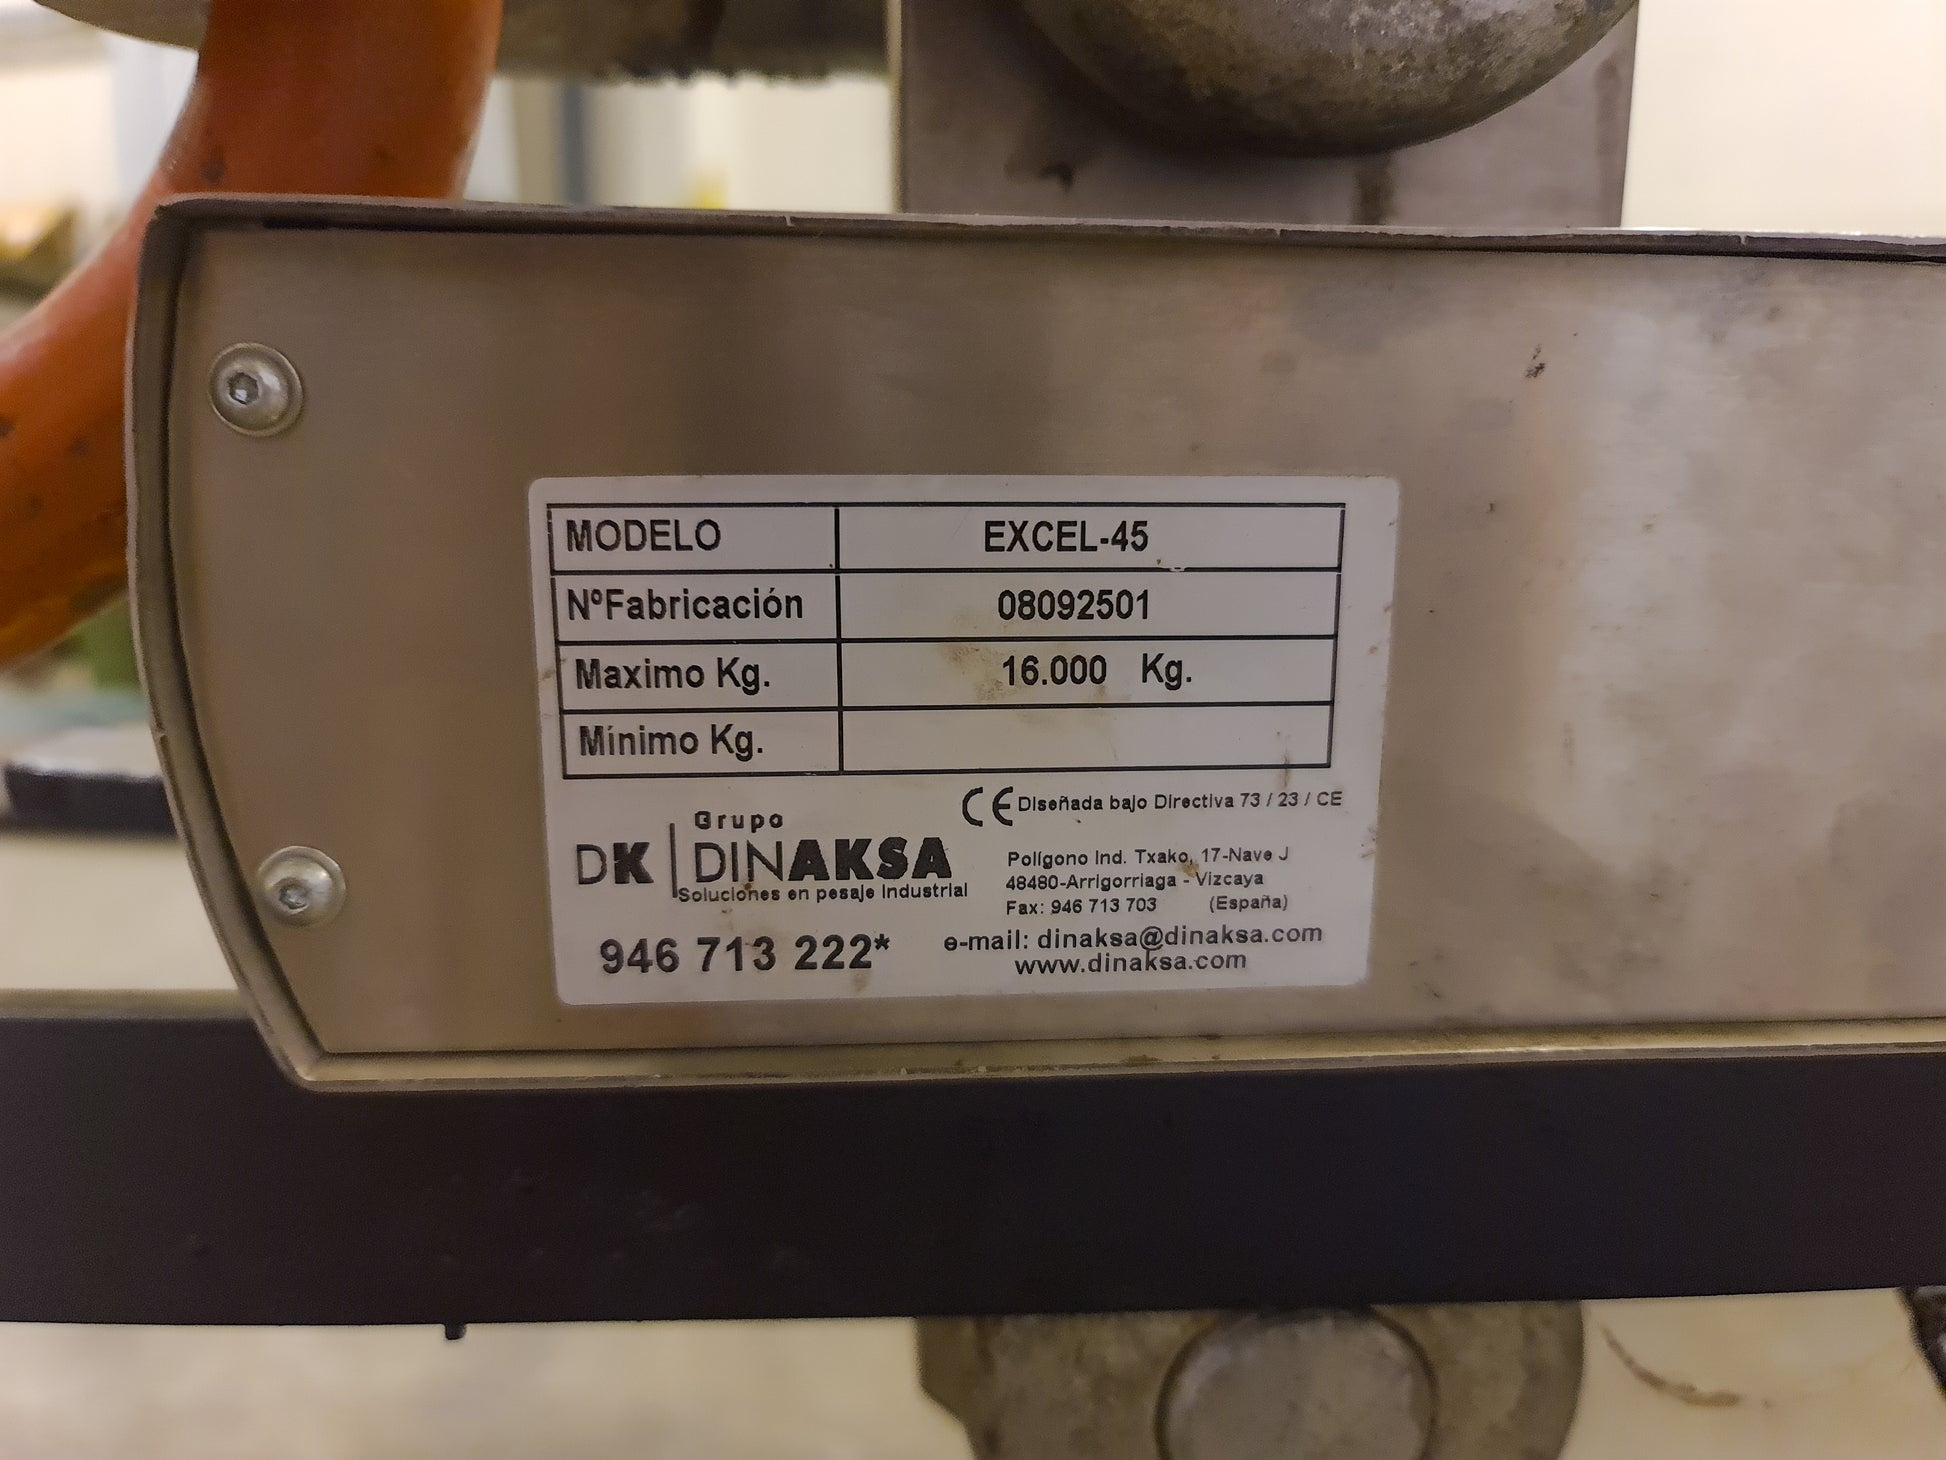 MODELO EXCEL-45
NºFabricación 08092501
Maximo Kg. 16.000 Kg.
Mínimo Kg.
CE Diseñada bajo Directiva 73 / 23 / CE
Grupo
DK DINAKSA
Soluciones en pesaje Industrial
946 713 222*
Polígono Ind. Txako, 17-Nave J
48480-Arrigorriaga - Vizcaya
Fax: 946 713 703 (España)
e-mail: dinaksa@dinaksa.com
www.dinaksa.com